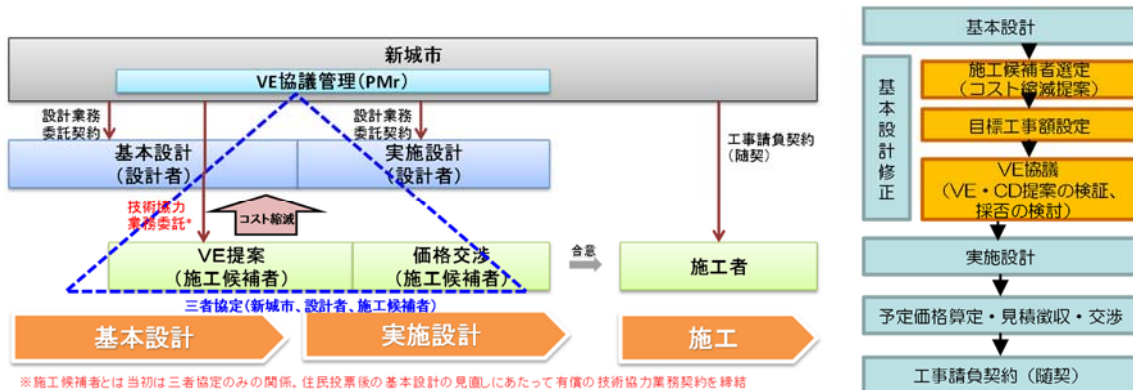 新城市
VE協議管理(PMr)
設計業務
委託契約
設計業務
委託契約
工事請負契約
(随契)
基本設計
(設計者)
実施設計
(設計者)
技術協力
業務委託*
コスト縮減
VE提案
(施工候補者)
価格交渉
(施工候補者)
合意
施工者
三者協定(新城市、設計者、施工候補者)
基本設計
実施設計
施工
※施工候補者とは当初は三者協定のみの関係。住民投票後の基本設計の見直しにあたって有償の技術協力業務契約を締結
基本設計
基本設計修正
施工候補者選定
(コスト縮減提案)
目標工事額設定
VE協議
(VE・CD提案の検証、
採否の検討)
実施設計
予定価格算定・見積徴収・交渉
工事請負契約(随契)